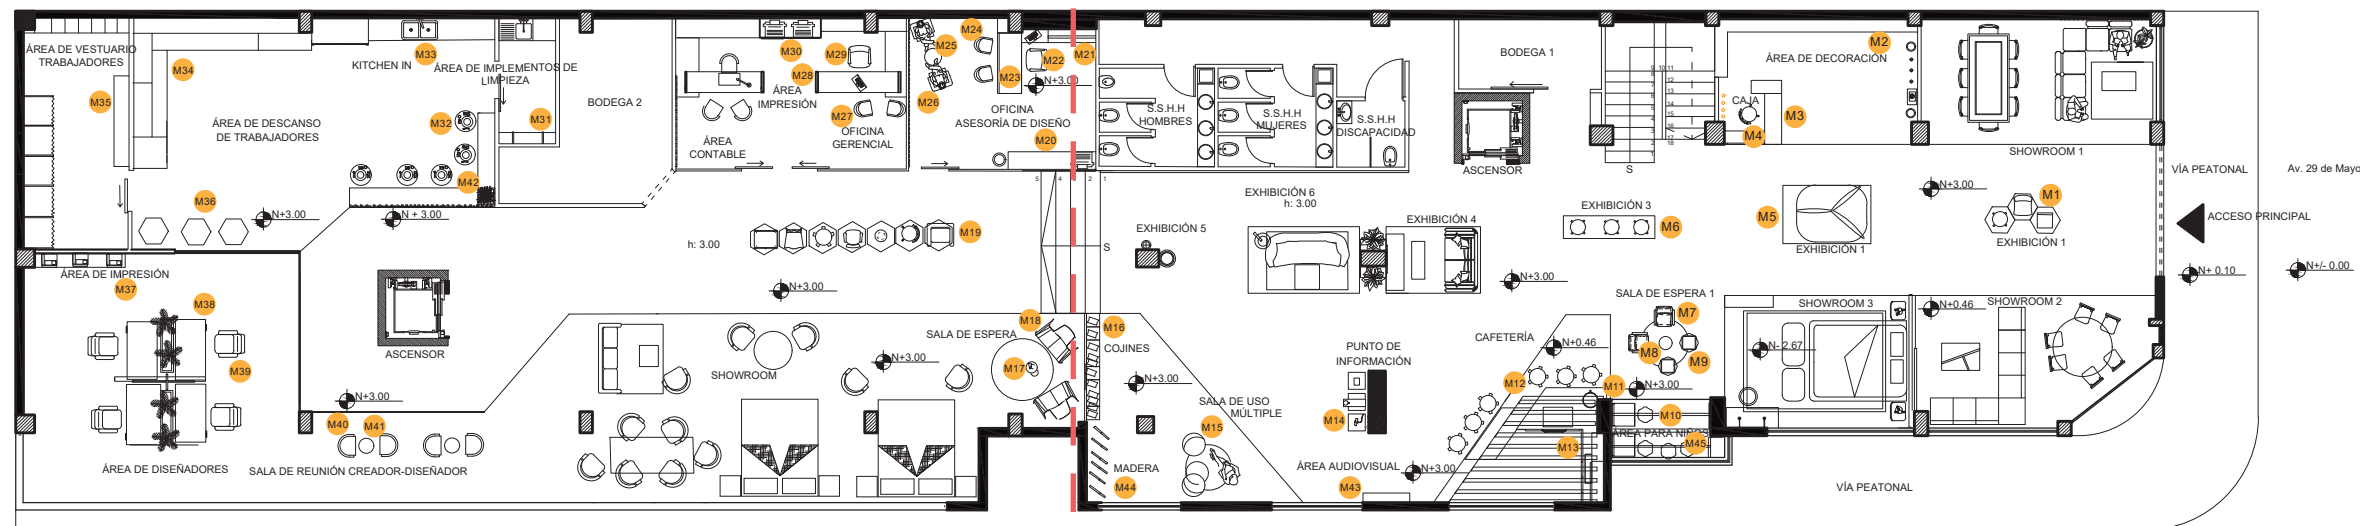 ÁREA DE VESTUARIO
TRABAJADORES
M34
M35
KITCHEN IN
M33
ÁREA DE IMPLEMENTOS DE
LIMPIEZA
M32
M31
ÁREA DE DESCANSO
DE TRABAJADORES
M42
M36
N+3.00
N + 3.00
BODEGA 2
M30
M29
M28
ÁREA
IMPRESIÓN
M27
OFICINA
GERENCIAL
ÁREA
CONTABLE
M24
M25
M26
M23
M22
M21
N+3.00
OFICINA
ASESORÍA DE DISEÑO
M20
S.S.H.H
HOMBRES
S.S.H.H
MUJERES
S.S.H.H
DISCAPACIDAD
BODEGA 1
ASCENSOR
S
M2
ÁREA DE DECORACIÓN
CAJA
M3
M4
SHOWROOM 1
VÍA PEATONAL
Av. 29 de Mayo
ACCESO PRINCIPAL
N+ 0.10
N+/- 0.00
N+3.00
M1
EXHIBICIÓN 1
M5
EXHIBICIÓN 1
EXHIBICIÓN 3
M6
EXHIBICIÓN 6
h: 3.00
EXHIBICIÓN 4
EXHIBICIÓN 5
N+3.00
5 4 2 1
S
h: 3.00
M19
N+3.00
ÁREA DE IMPRESIÓN
M37
M38
M39
ÁREA DE DISEÑADORES
ASCENSOR
N+3.00
M40
M41
SALA DE REUNIÓN CREADOR-DISEÑADOR
SHOWROOM
N+3.00
SALA DE ESPERA
M18
M17
M16
COJINES
N+3.00
MADERA
M44
SALA DE USO
MÚLTIPLE
M15
PUNTO DE
INFORMACIÓN
M14
ÁREA AUDIOVISUAL
N+3.00
M43
CAFETERÍA
N+0.46
M12
M11
M13
SALA DE ESPERA 1
M7
M8
M9
N+3.00
M10
ÁREA PARA NIÑOS
M45
SHOWROOM 3
N- 2.67
SHOWROOM 2
N+0.46
VÍA PEATONAL